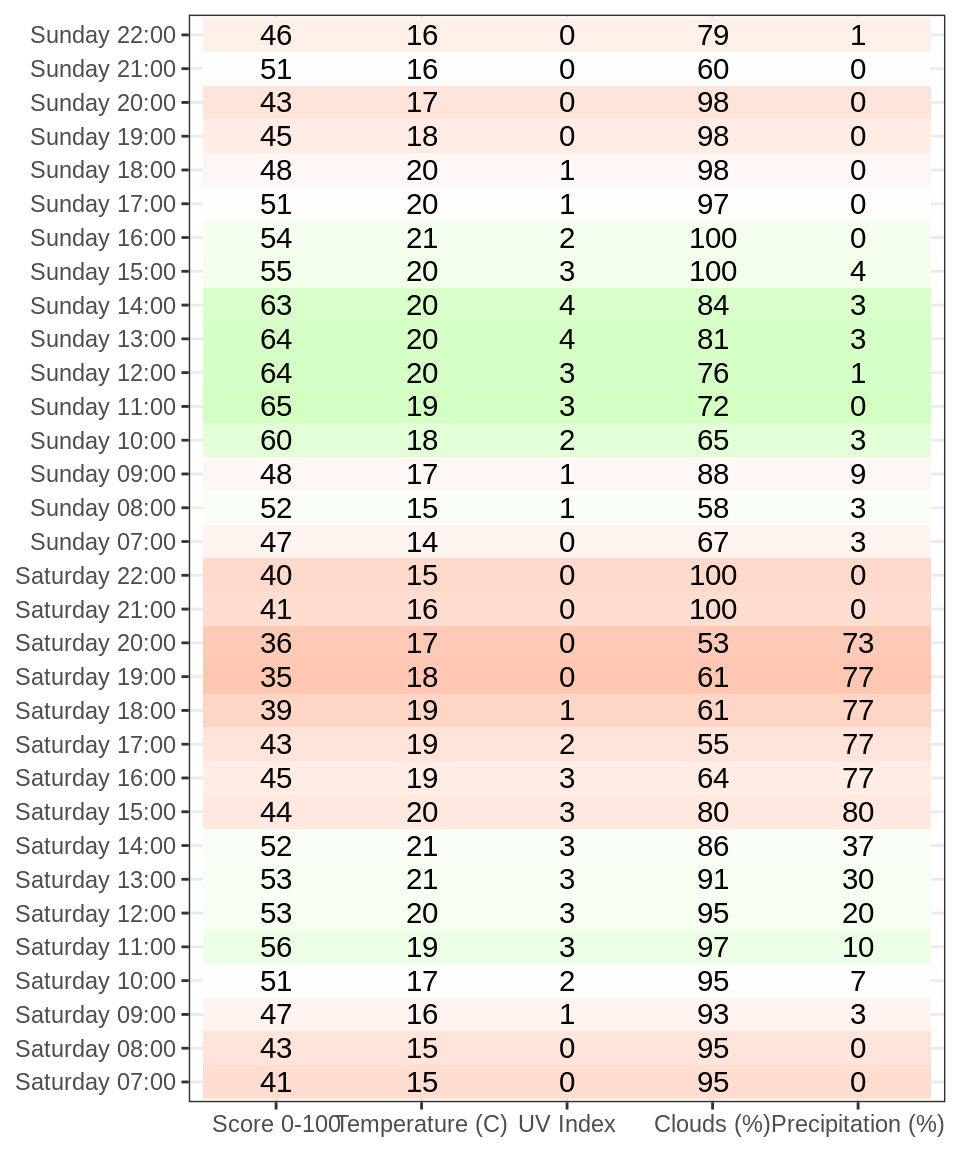 Sunday 22:00 46 16 0 79 1
Sunday 21:00 51 16 0 60 0
Sunday 20:00 43 17 0 98 0
Sunday 19:00 45 18 0 98 0
Sunday 18:00 48 20 1 98 0
Sunday 17:00 51 20 1 97 0
Sunday 16:00 54 21 2 100 0
Sunday 15:00 55 20 3 100 4
Sunday 14:00 63 20 4 84 3
Sunday 13:00 64 20 4 81 3
Sunday 12:00 64 20 3 76 1
Sunday 11:00 65 19 3 72 0
Sunday 10:00 60 18 2 65 3
Sunday 09:00 48 17 1 88 9
Sunday 08:00 52 15 1 58 3
Sunday 07:00 47 14 0 67 3
Saturday 22:00 40 15 0 100 0
Saturday 21:00 41 16 0 100 0
Saturday 20:00 36 17 0 53 73
Saturday 19:00 35 18 0 61 77
Saturday 18:00 39 19 1 61 77
Saturday 17:00 43 19 2 55 77
Saturday 16:00 45 19 3 64 77
Saturday 15:00 44 20 3 80 80
Saturday 14:00 52 21 3 86 37
Saturday 13:00 53 21 3 91 30
Saturday 12:00 53 20 3 95 20
Saturday 11:00 56 19 3 97 10
Saturday 10:00 51 17 2 95 7
Saturday 09:00 47 16 1 93 3
Saturday 08:00 43 15 0 95 0
Saturday 07:00 41 15 0 95 0
Score 0-100 Temperature (C) UV Index Clouds (%) Precipitation (%)